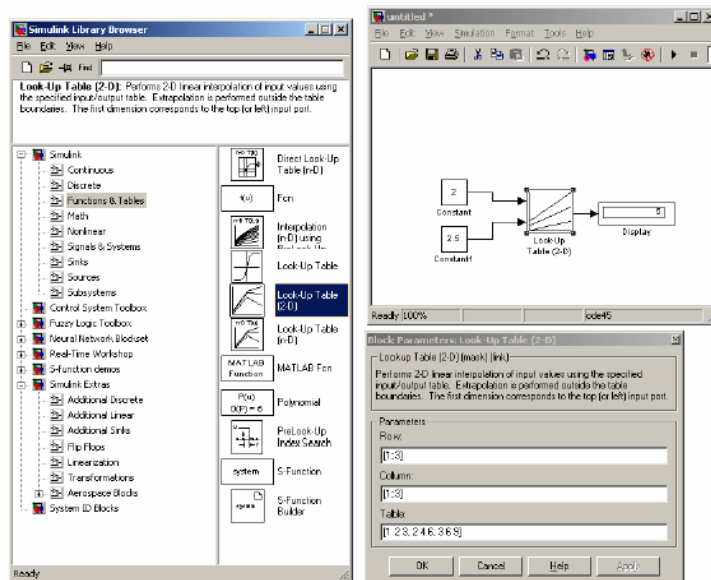 Simulink Library Browser
File Edit View Help
Find
Look-Up Table (2-D): Performs 2-D linear interpolation of input values using
the specified input/output table. Extrapolation is performed outside the table
boundaries. The first dimension corresponds to the top (or left) input port.
Simulink
Continuous
Discrete
Functions & Tables
Math
Nonlinear
Signals & Systems
Sinks
Sources
Subsystems
Control System Toolbox
Fuzzy Logic Toolbox
Neural Network Blockset
Real-Time Workshop
S-function demos
Simulink Extras
Additional Discrete
Additional Linear
Additional Sinks
Flip Flops
Linearization
Transformations
Aerospace Blocks
System ID Blocks
Direct Look-Up
Table (n-D)
f(u)
Fcn
Interpolation
(n-D) using
Look-Up Table
Look-Up Table
(2-D)
Look-Up Table
(n-D)
MATLAB
Function
MATLAB Fcn
P(u)
O(P) = 6
Polynomial
PreLook-Up
Index Search
system
S-Function
S-Function
Builder
Ready
untitled *
File Edit View Simulation Format Tools Help
2
Constant
2.5
Constant1
Look-Up
Table (2-D)
5
Display
Ready 100% ode45
Block Parameters: Look-Up Table (2-D)
Lookup Table (2-D) (mask) (link)
Performs 2-D linear interpolation of input values using the specified
input/output table. Extrapolation is performed outside the table
boundaries. The first dimension corresponds to the top (or left) input port.
Parameters
Row:
[1:3]
Column:
[1:3]
Table:
[1 2 3; 2 4 6; 3 6 9]
OK Cancel Help Apply